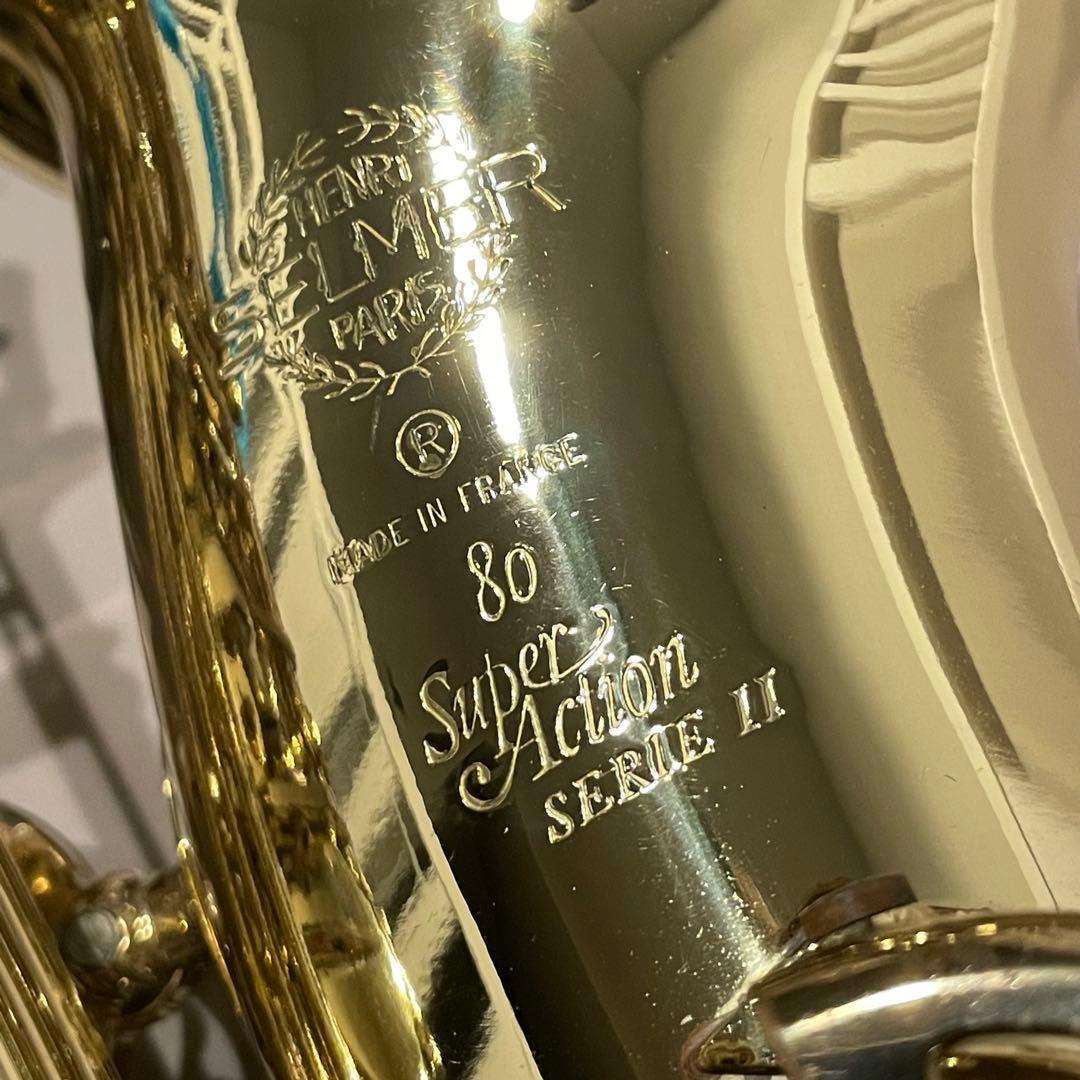 HENRI
SELMER
PARIS
®
MADE IN FRANCE
80
Super
Action
SERIE II